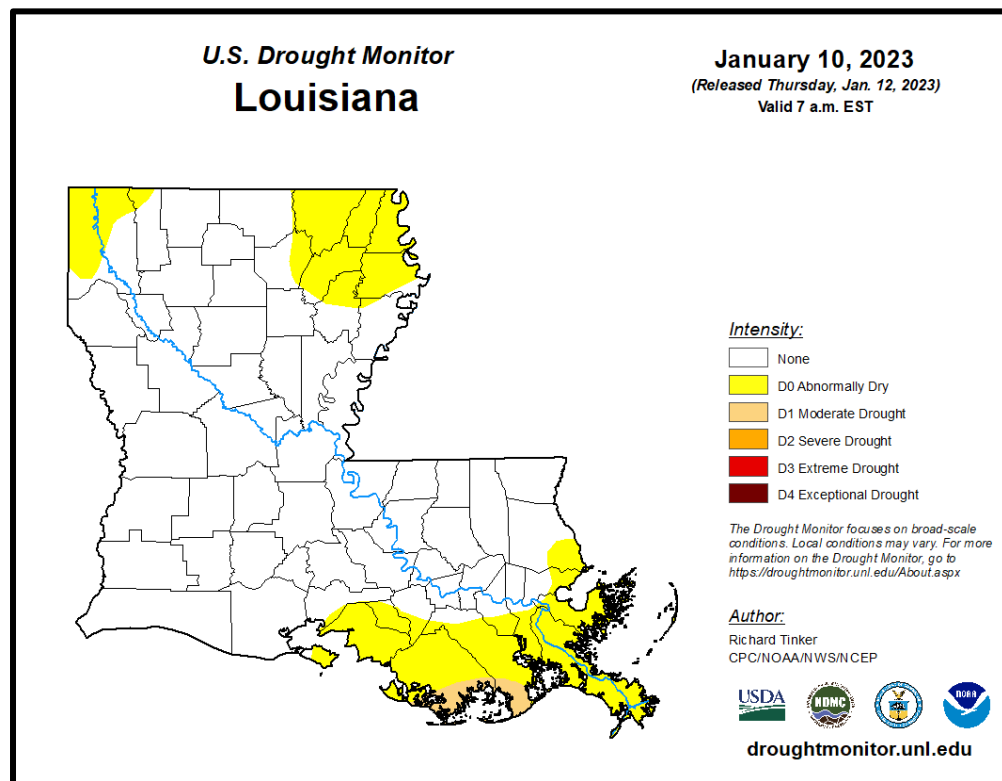 U.S. Drought Monitor
Louisiana
January 10, 2023
(Released Thursday, Jan. 12, 2023)
Valid 7 a.m. EST
Intensity:
None
D0 Abnormally Dry
D1 Moderate Drought
D2 Severe Drought
D3 Extreme Drought
D4 Exceptional Drought
The Drought Monitor focuses on broad-scale
conditions. Local conditions may vary. For more
information on the Drought Monitor, go to
https://droughtmonitor.unl.edu/About.aspx
Author:
Richard Tinker
CPC/NOAA/NWS/NCEP
USDA
NDMC
NOAA
droughtmonitor.unl.edu